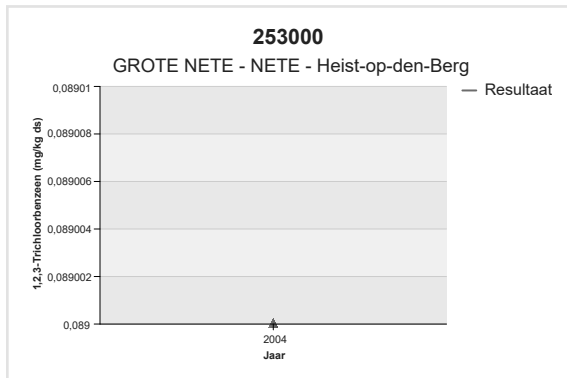 253000
GROTE NETE - NETE - Heist-op-den-Berg
Resultaat
1,2,3-Trichloorbenzeen (mg/kg ds)
0,08901
0,089008
0,089006
0,089004
0,089002
0,089
2004
Jaar